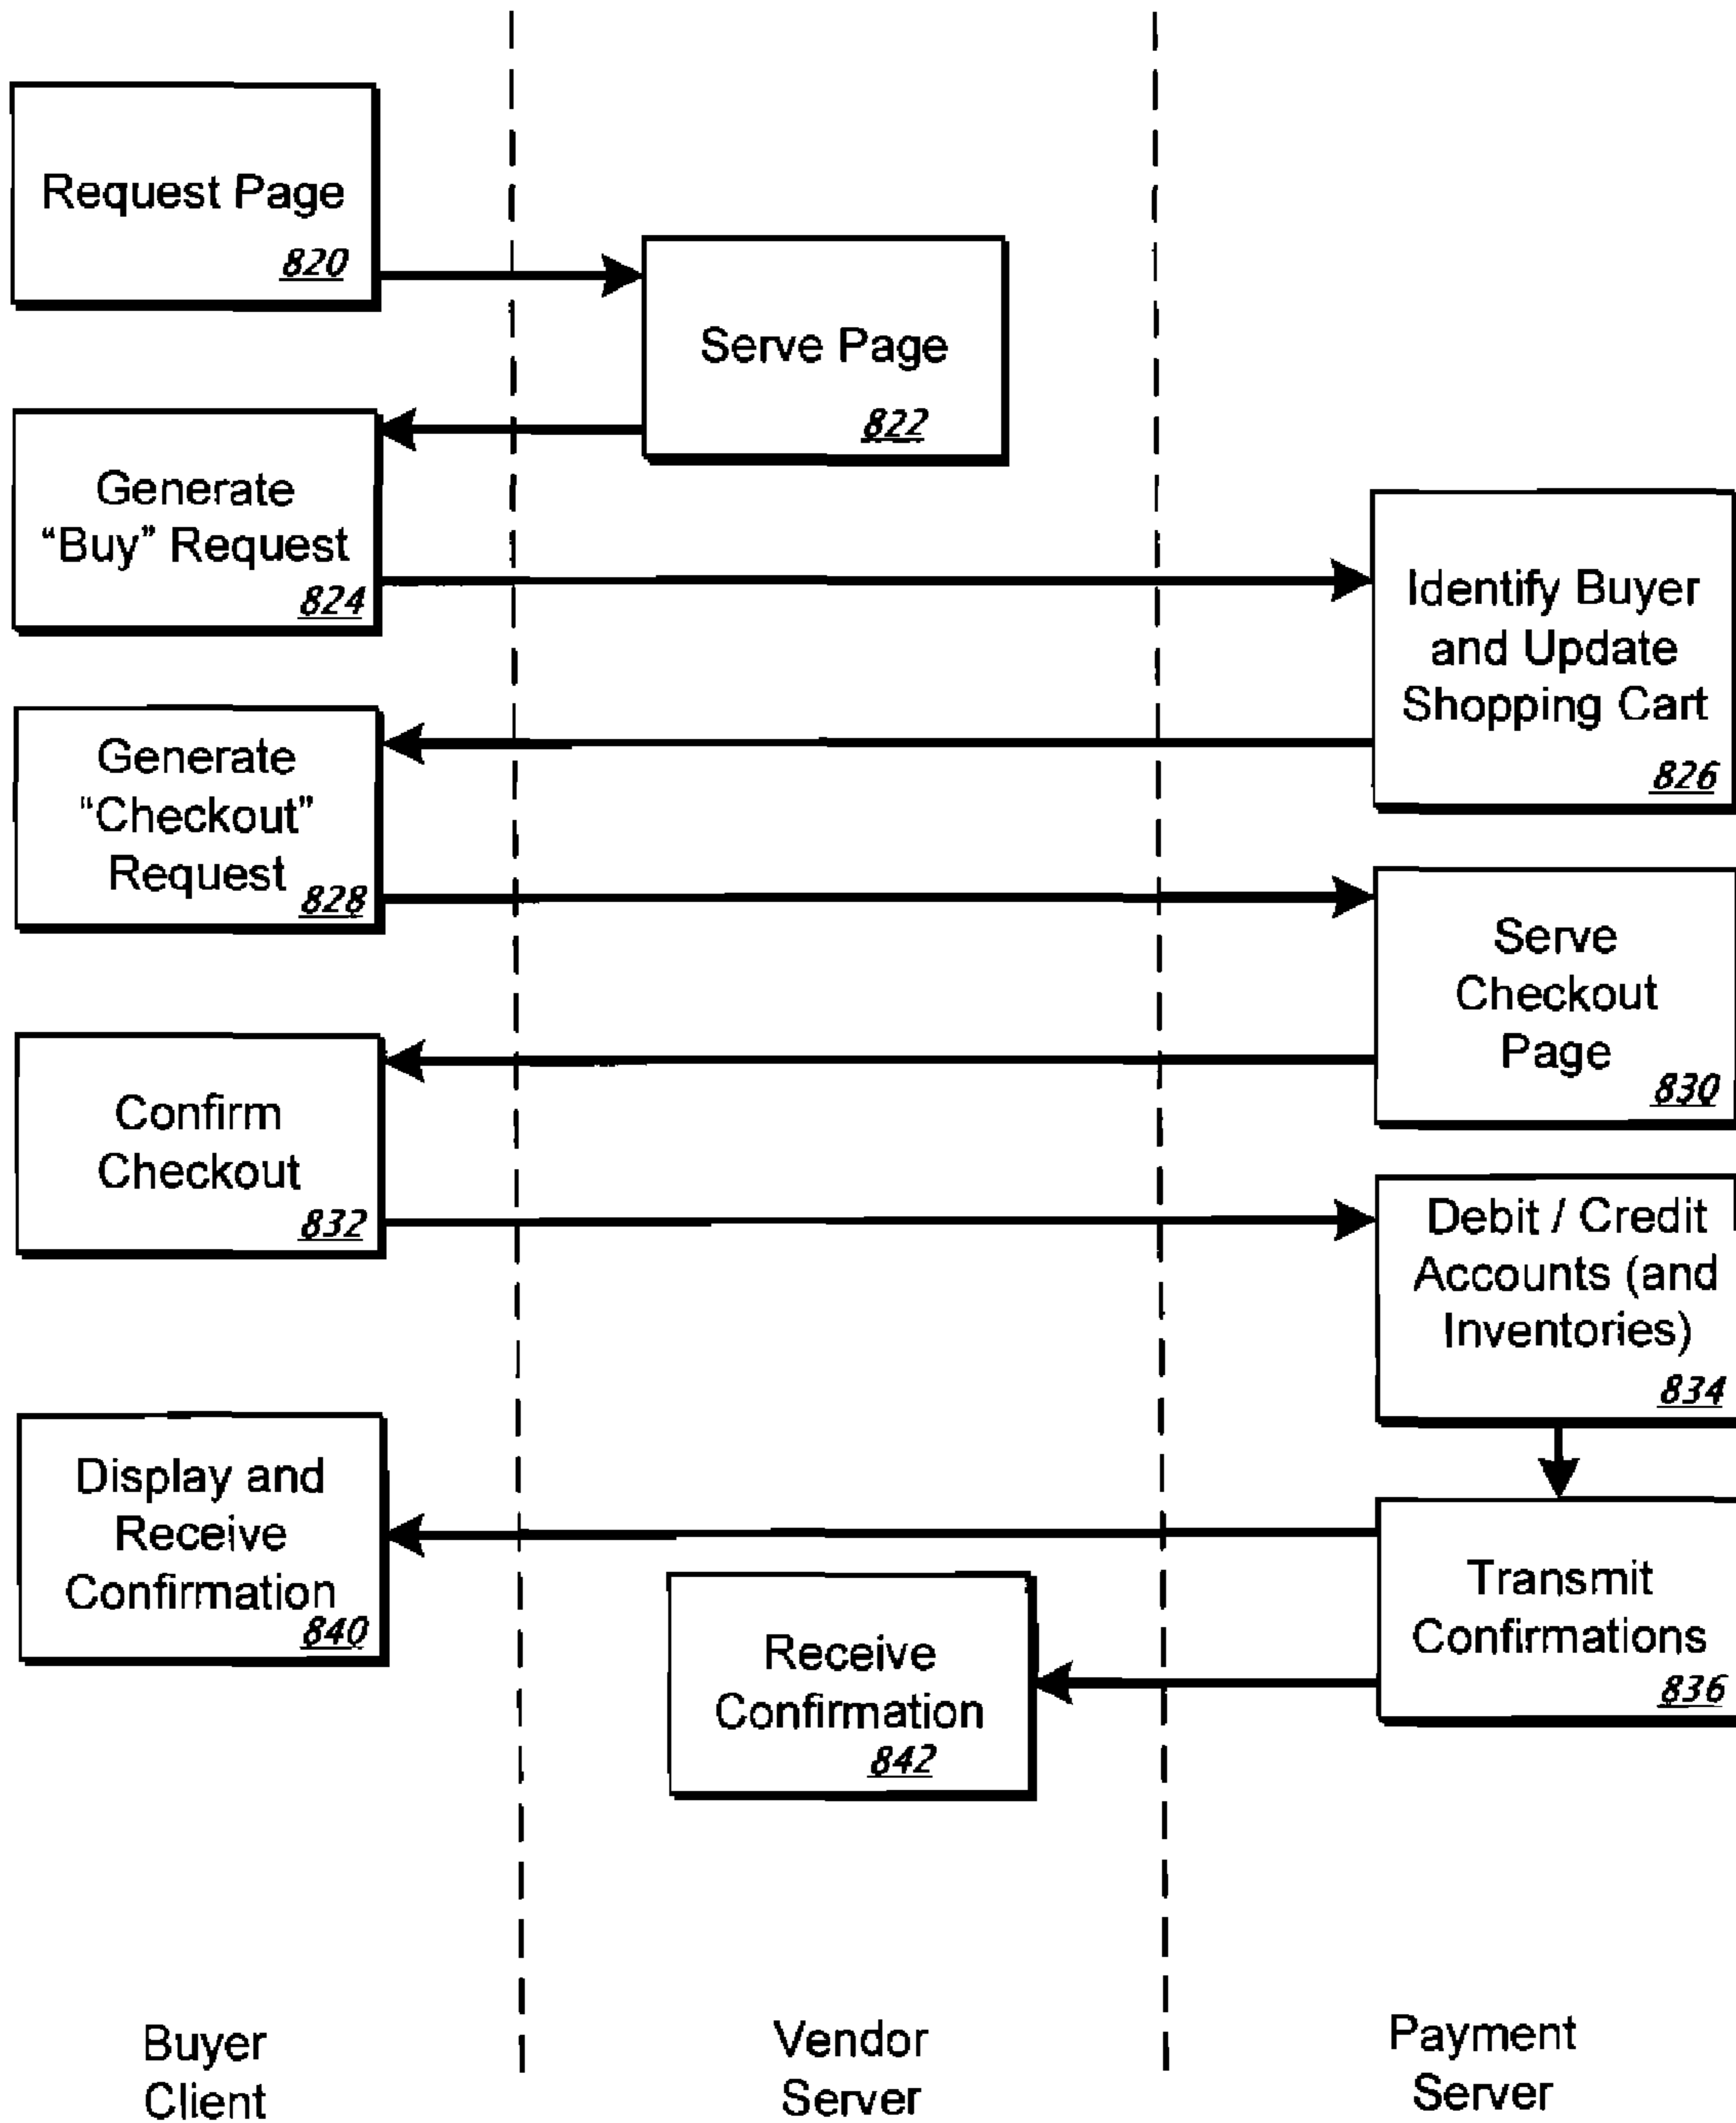 Request Page
820
Serve Page
822
Generate
“Buy” Request
824
Identify Buyer
and Update
Shopping Cart
826
Generate
“Checkout”
Request
828
Serve
Checkout
Page
830
Confirm
Checkout
832
Debit / Credit
Accounts (and
Inventories)
834
Display and
Receive
Confirmation
840
Transmit
Confirmations
836
Receive
Confirmation
842
Buyer
Client
Vendor
Server
Payment
Server